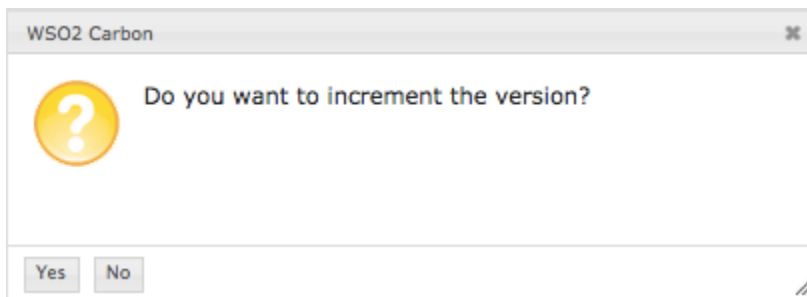 WSO2 Carbon
Do you want to increment the version?
Yes No